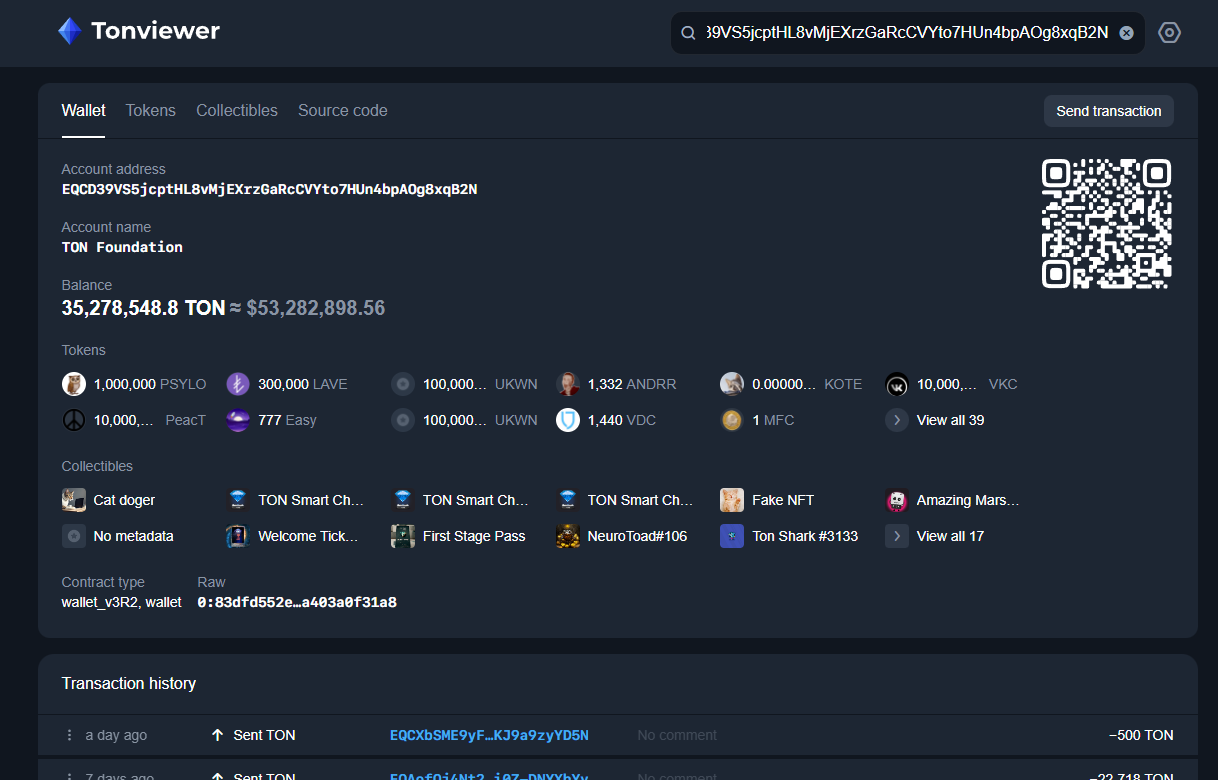 Tonviewer
39VS5jcptHL8vMjEXrzGaRcCVYto7HUn4bpAOg8xqB2N
Wallet Tokens Collectibles Source code Send transaction
Account address
EQCD39VS5jcptHL8vMjEXrzGaRcCVYto7HUn4bpAOg8xqB2N
Account name
TON Foundation
Balance
35,278,548.8 TON ≈ $53,282,898.56
Tokens
1,000,000 PSYLO 300,000 LAVE 100,000... UKWN 1,332 ANDRR 0.00000... KOTE 10,000,... VKC
10,000,... PeacT 777 Easy 100,000... UKWN 1,440 VDC 1 MFC View all 39
Collectibles
Cat doger TON Smart Ch... TON Smart Ch... TON Smart Ch... Fake NFT Amazing Mars...
No metadata Welcome Tick... First Stage Pass NeuroToad#106 Ton Shark #3133 View all 17
Contract type Raw
wallet_v3R2, wallet 0:83dfd552e…a403a0f31a8
Transaction history
a day ago Sent TON EQCXbSME9yF…KJ9a9zyYD5N No comment −500 TON
7 days ago Sent TON No comment −22,718 TON